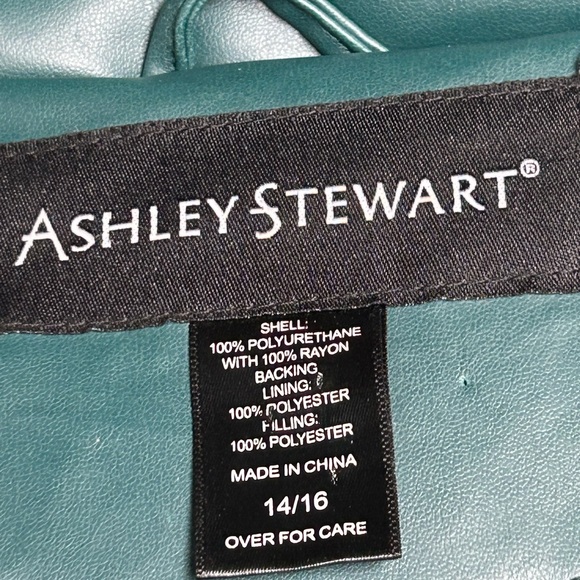 ASHLEY STEWART®
SHELL:
100% POLYURETHANE
WITH 100% RAYON
BACKING
LINING:
100% POLYESTER
FILLING:
100% POLYESTER
MADE IN CHINA
14/16
OVER FOR CARE